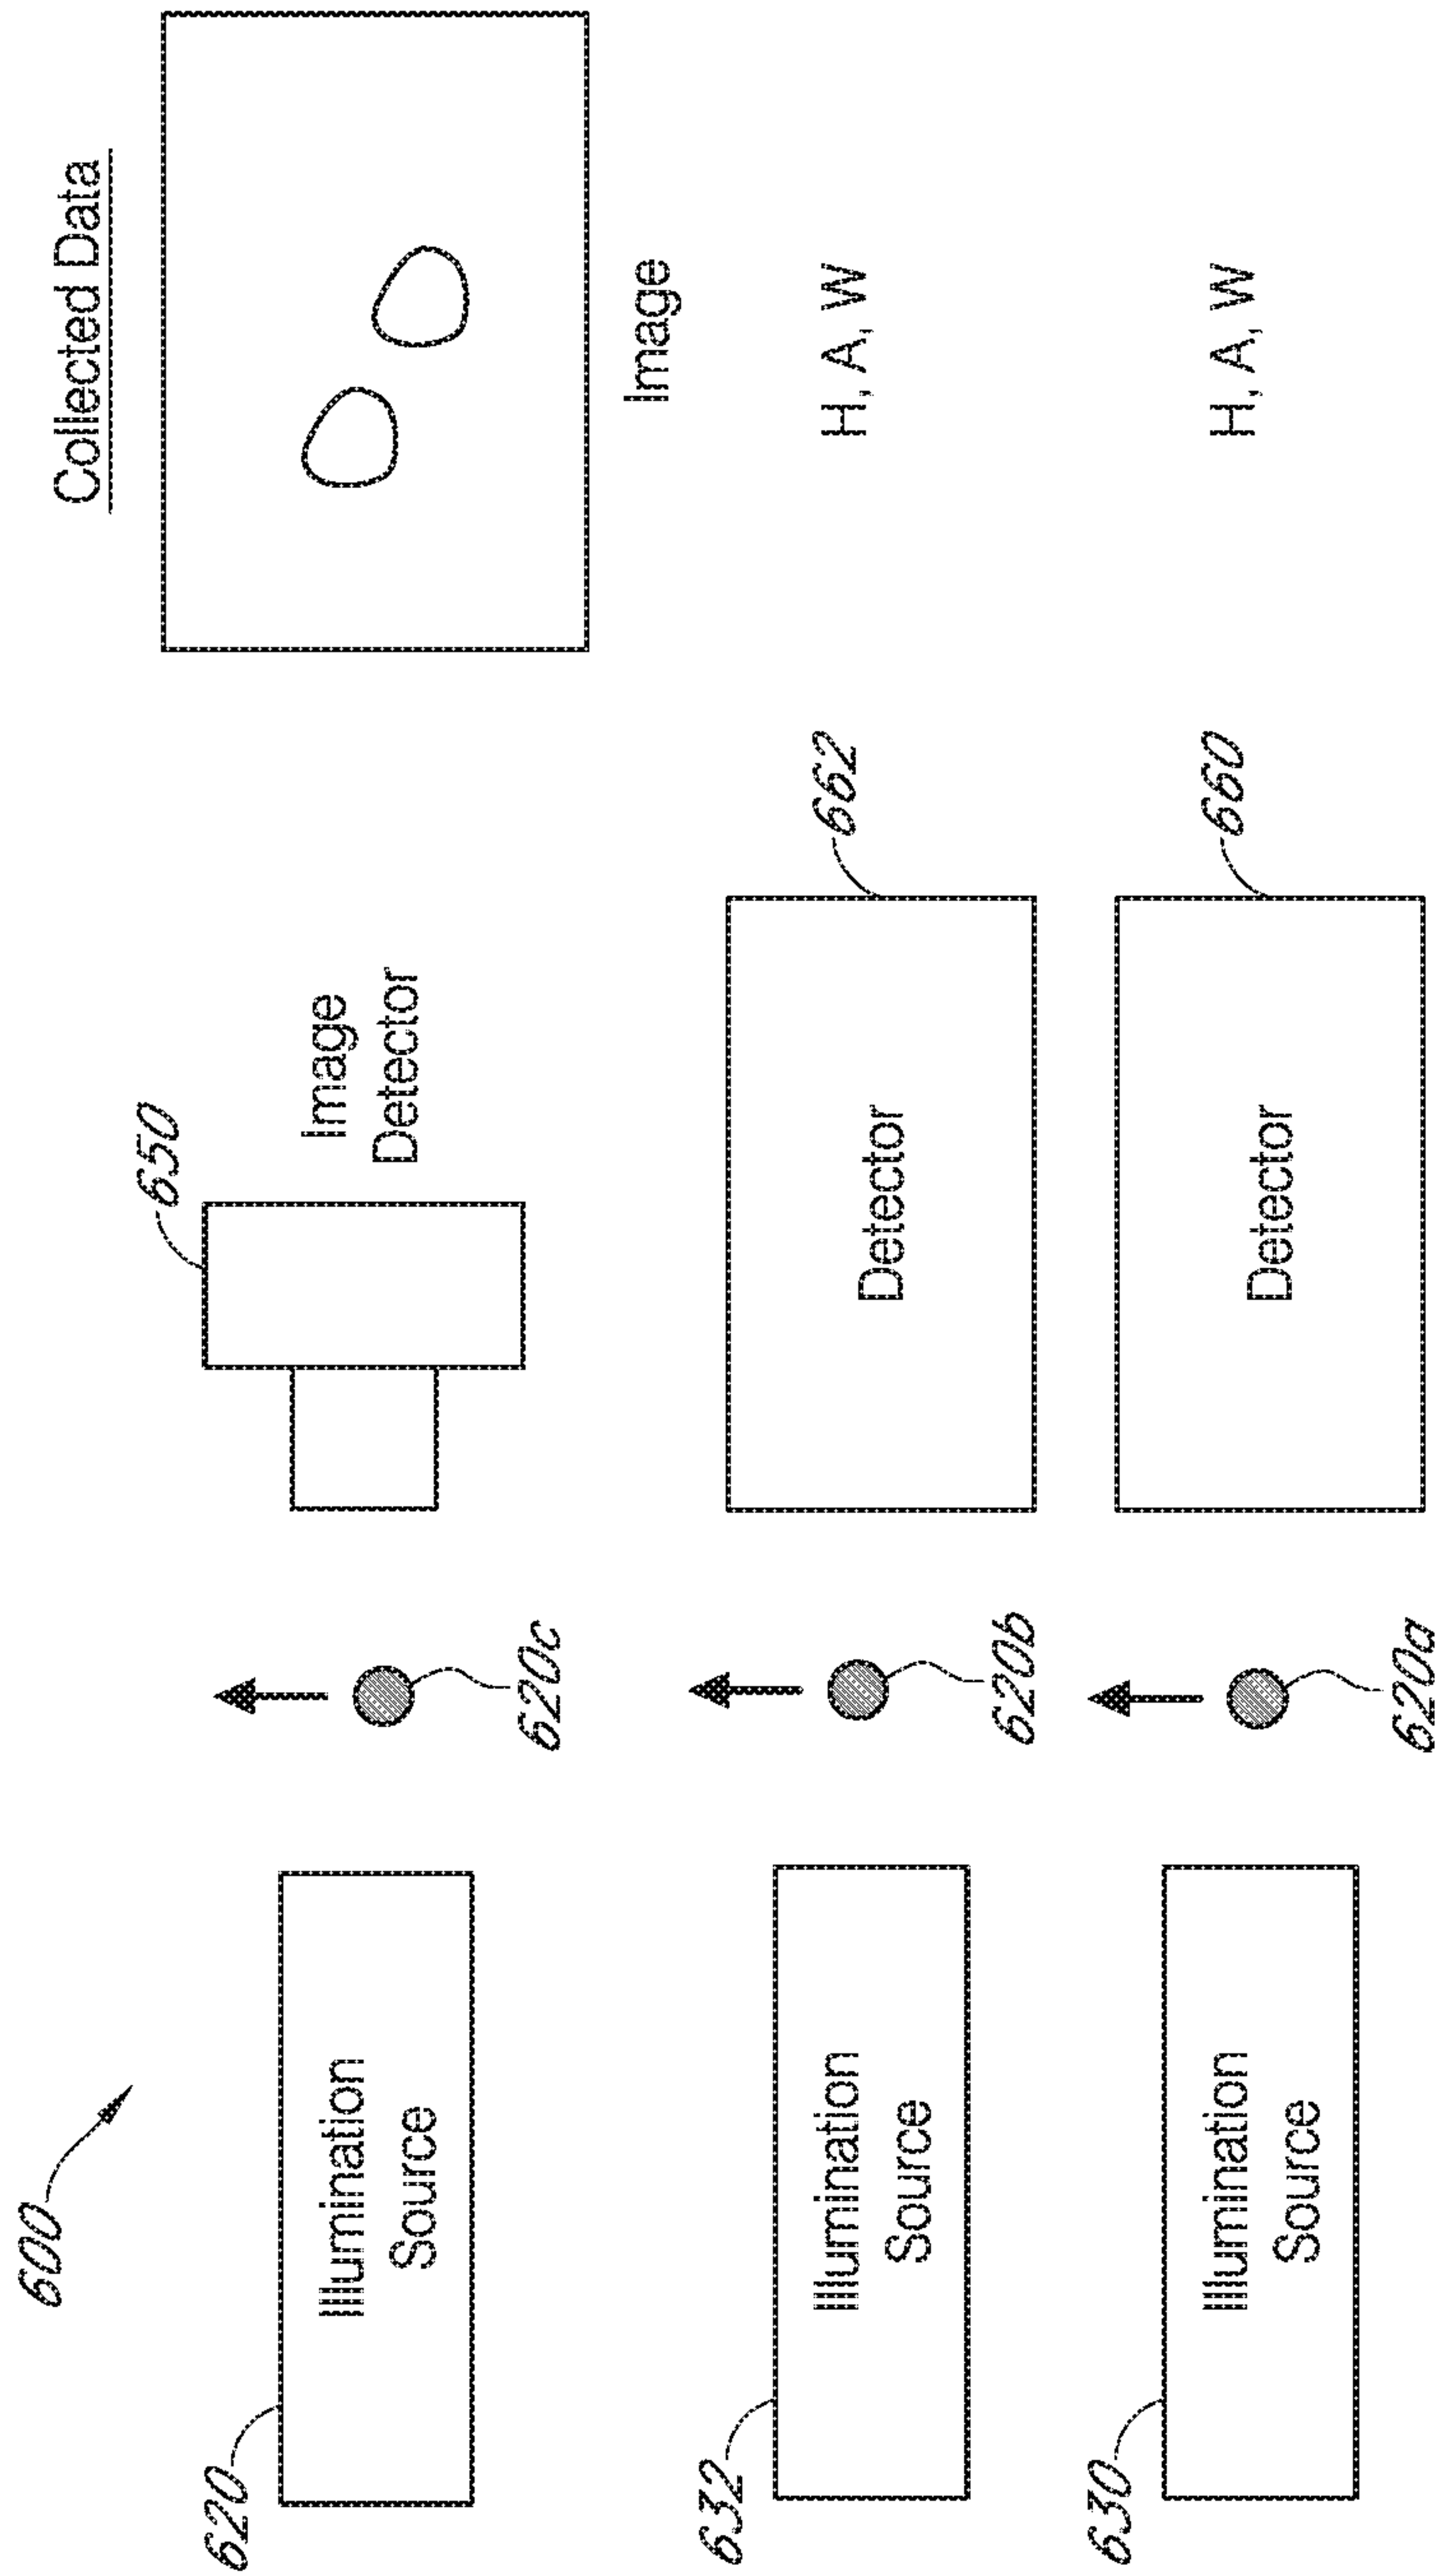 600
Collected Data
620
Illumination
Source
620c
650
Image
Detector
Image
632
Illumination
Source
620b
Detector
662
H, A, W
630
Illumination
Source
620a
Detector
660
H, A, W